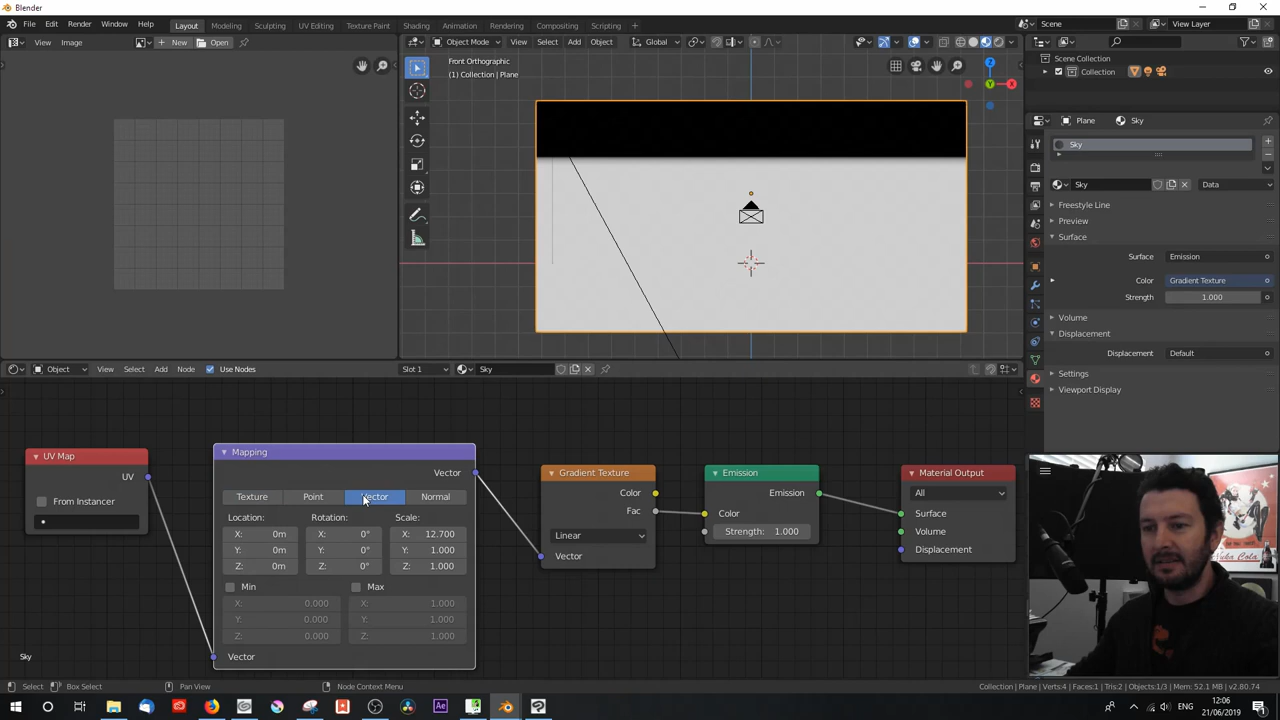 Blender
File Edit Render Window Help Layout Modeling Sculpting UV Editing Texture Paint Shading Animation Rendering Compositing Scripting + Scene View Layer
View Image New Open Object Mode View Select Add Object Global
Front Orthographic
(1) Collection | Plane
Z
Y
X
Scene Collection
Collection
Plane Sky
Sky
Sky Data
Freestyle Line
Preview
Surface
Surface Emission
Color Gradient Texture
Strength 1.000
Volume
Displacement
Displacement Default
Settings
Viewport Display
Object View Select Add Node Use Nodes Slot 1 Sky
UV Map
UV
From Instancer
Mapping
Vector
Texture Point Vector Normal
Location: Rotation: Scale:
X: 0m X: 0° X: 12.700
Y: 0m Y: 0° Y: 1.000
Z: 0m Z: 0° Z: 1.000
Min Max
X: 0.000 X: 1.000
Y: 0.000 Y: 1.000
Z: 0.000 Z: 1.000
Vector
Gradient Texture
Color
Fac
Linear
Vector
Emission
Emission
Color
Strength: 1.000
Material Output
All
Surface
Volume
Displacement
Sky
Nuka Cola
Select Box Select Pan View Node Context Menu Collection | Plane | Verts:4 | Faces:1 | Tris:2 | Objects:1/3 | Mem: 52.1 MB | v2.80.74
Ae
12:06
21/06/2019